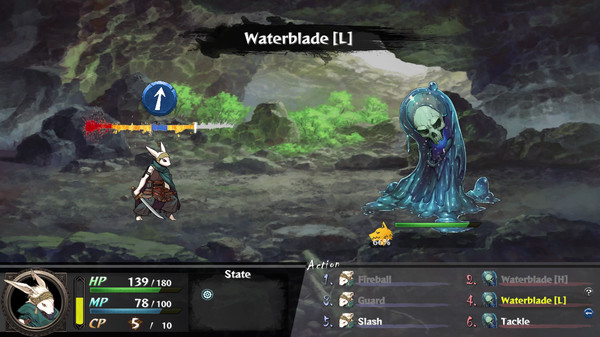 Waterblade [L]
66%
HP 139 / 180
MP 78 / 100
CP 5 / 10
State
Action
1. Fireball
2. Waterblade [H]
3. Guard
4. Waterblade [L]
5. Slash
6. Tackle